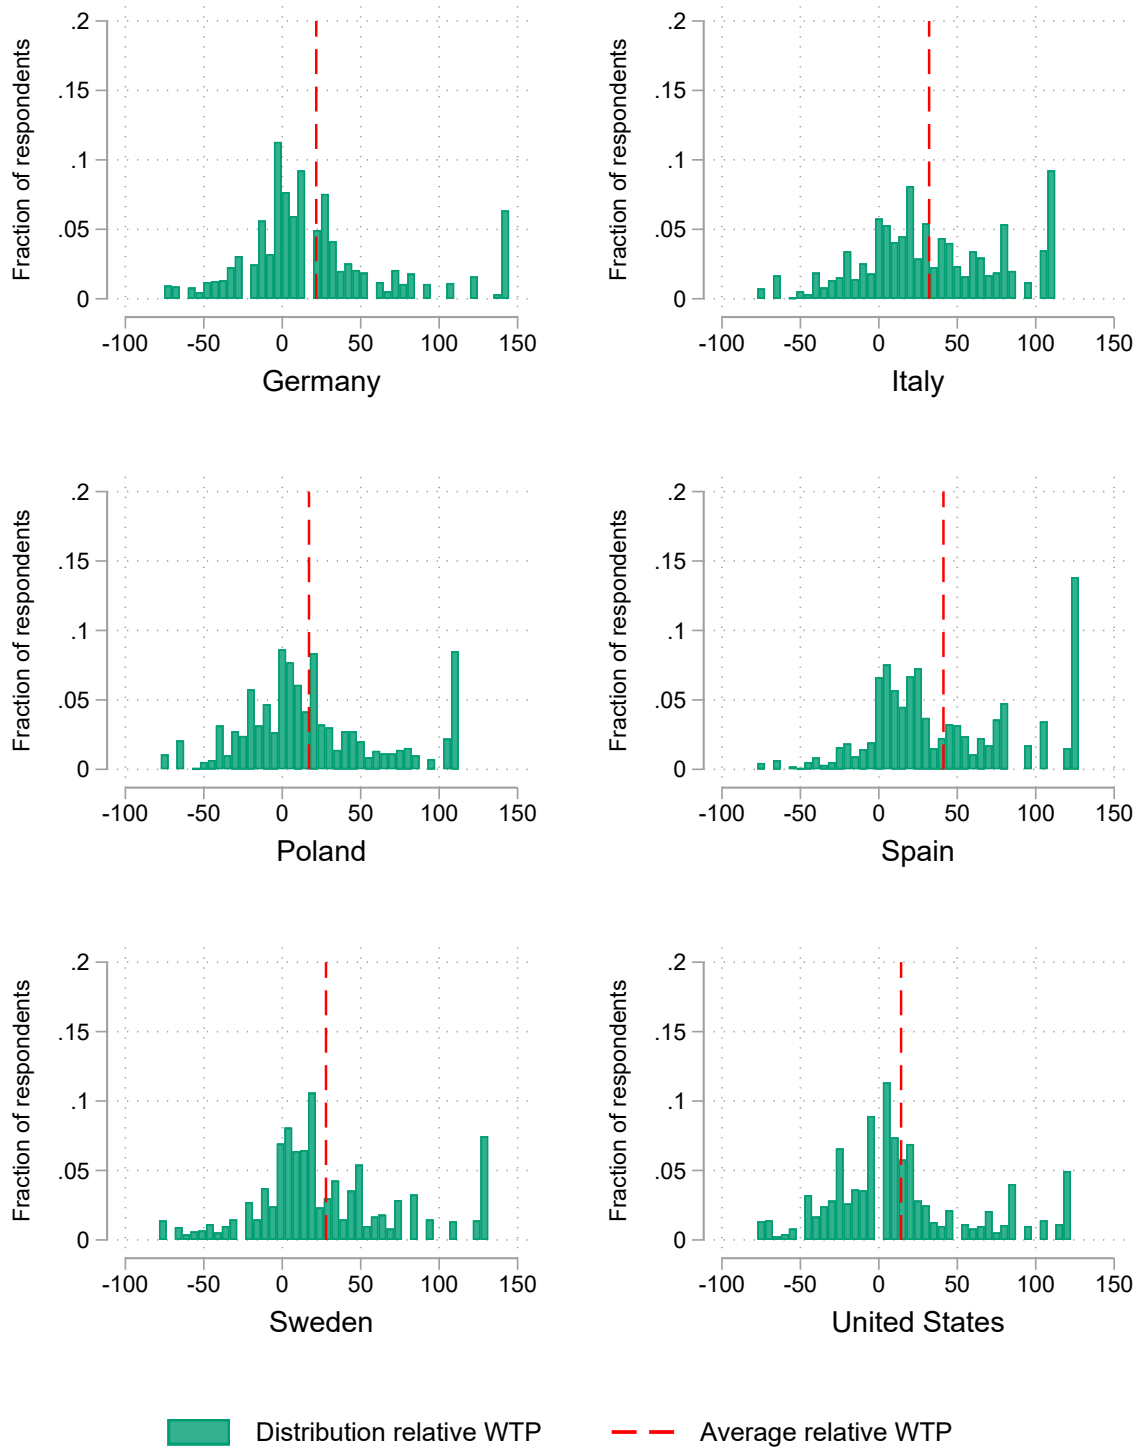 Fraction of respondents
.2
.15
.1
.05
0
-100 -50 0 50 100 150
Germany
Fraction of respondents
.2
.15
.1
.05
0
-100 -50 0 50 100 150
Italy
Fraction of respondents
.2
.15
.1
.05
0
-100 -50 0 50 100 150
Poland
Fraction of respondents
.2
.15
.1
.05
0
-100 -50 0 50 100 150
Spain
Fraction of respondents
.2
.15
.1
.05
0
-100 -50 0 50 100 150
Sweden
Fraction of respondents
.2
.15
.1
.05
0
-100 -50 0 50 100 150
United States
Distribution relative WTP
Average relative WTP